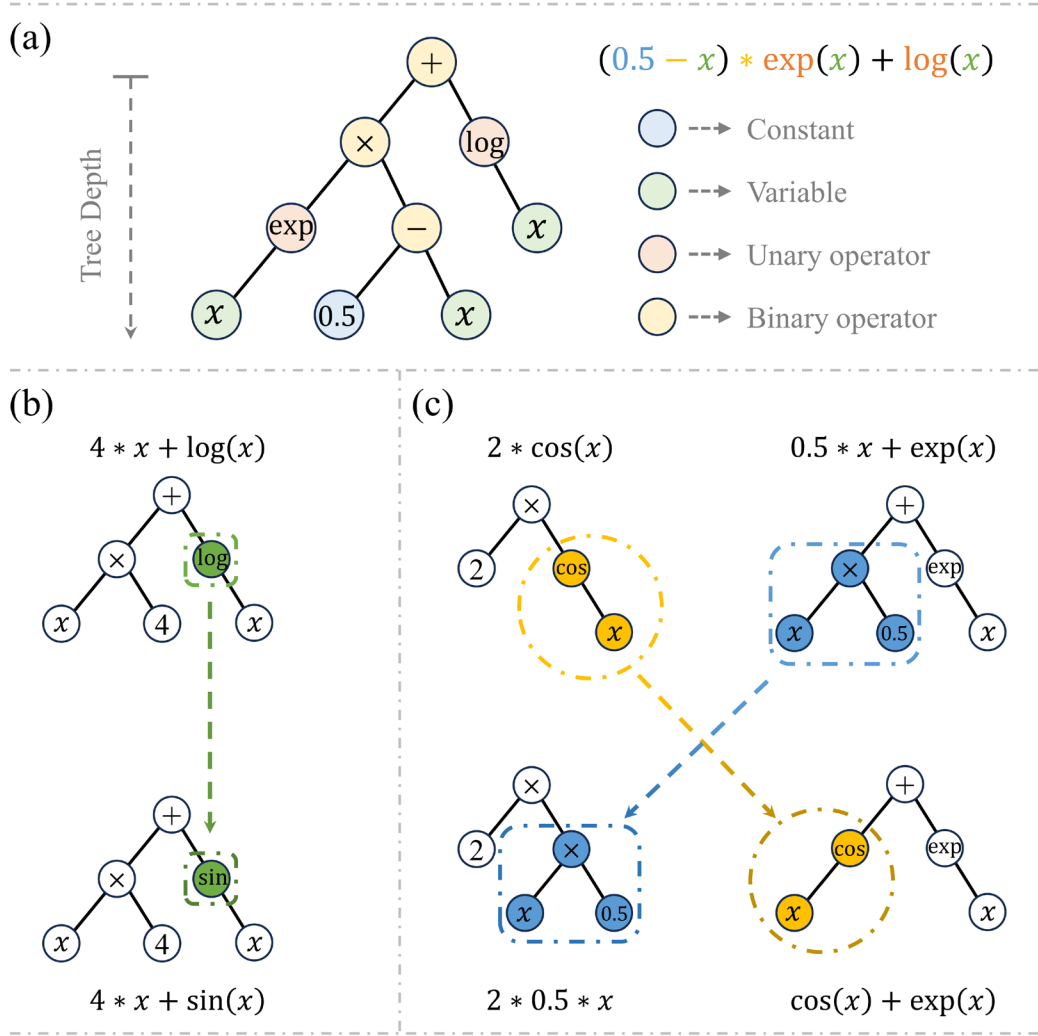 (a)
(0.5 − x) * exp(x) + log(x)
+
× log
exp − x
x 0.5 x
Tree Depth
Constant
Variable
Unary operator
Binary operator
(b)
4 * x + log(x)
+
× log
x 4 x
+
× sin
x 4 x
4 * x + sin(x)
(c)
2 * cos(x)
×
2 cos
x
0.5 * x + exp(x)
+
× exp
x 0.5 x
×
2 ×
x 0.5
2 * 0.5 * x
+
cos exp
x x
cos(x) + exp(x)